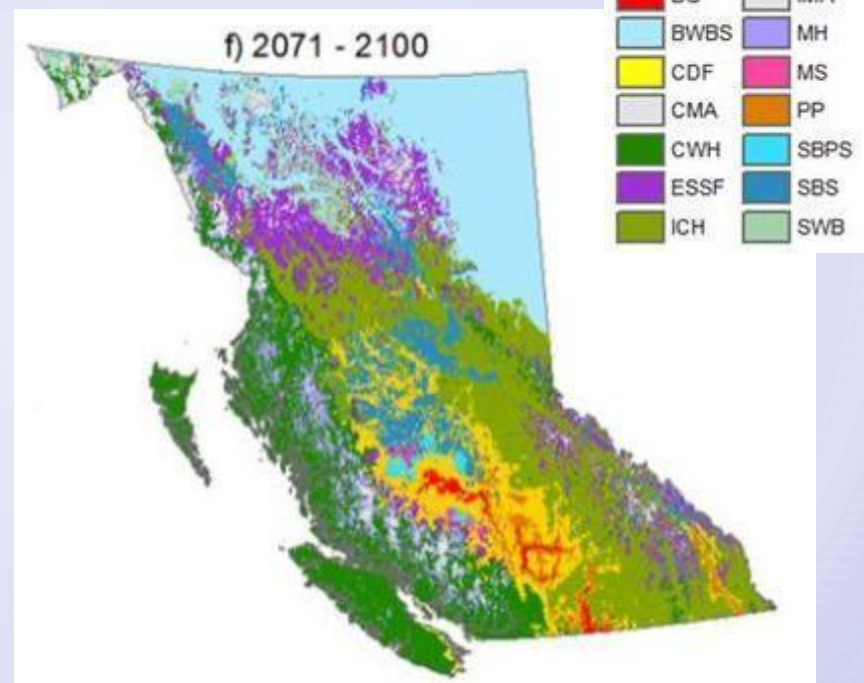 f) 2071 - 2100
BWBS MH
CDF MS
CMA PP
CWH SBPS
ESSF SBS
ICH SWB